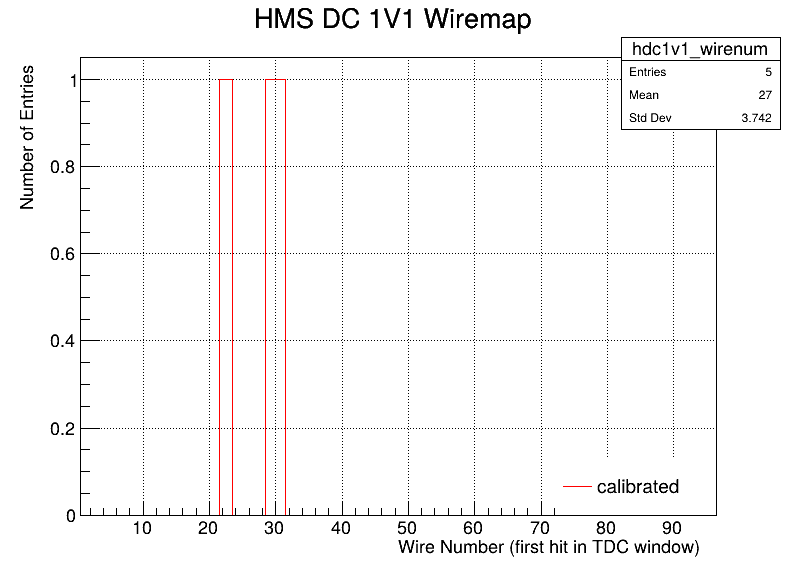 HMS DC 1V1 Wiremap
hdc1v1_wirenum
Entries 5
Mean 27
Std Dev 3.742
Number of Entries
1
0.8
0.6
0.4
0.2
0
calibrated
10 20 30 40 50 60 70 80 90
Wire Number (first hit in TDC window)